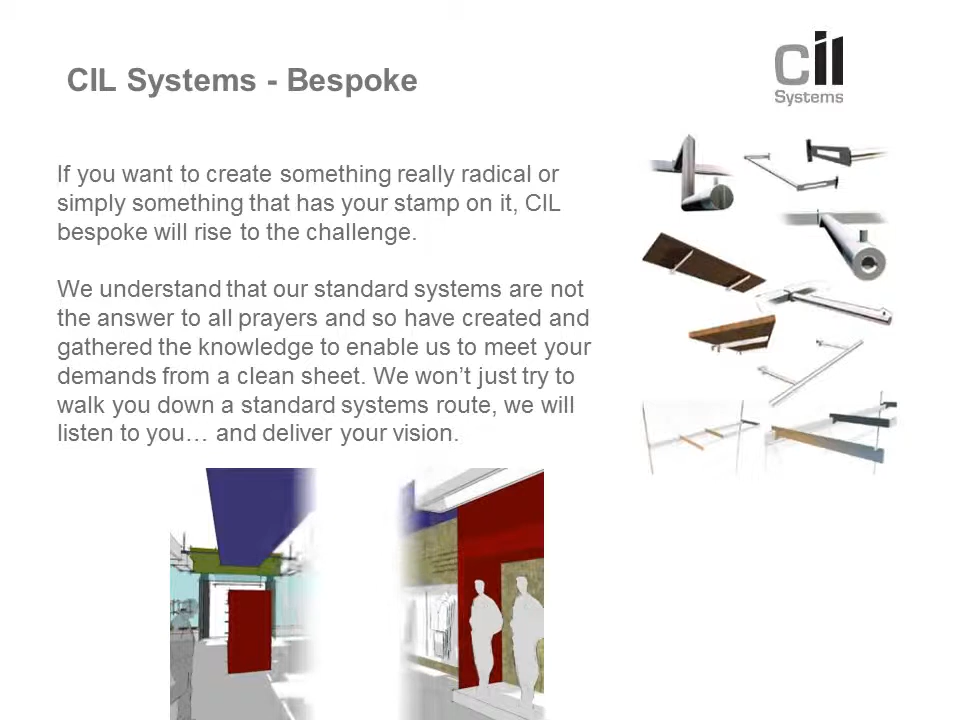 CIL Systems - Bespoke
cil
Systems
If you want to create something really radical or
simply something that has your stamp on it, CIL
bespoke will rise to the challenge.
We understand that our standard systems are not
the answer to all prayers and so have created and
gathered the knowledge to enable us to meet your
demands from a clean sheet. We won’t just try to
walk you down a standard systems route, we will
listen to you… and deliver your vision.